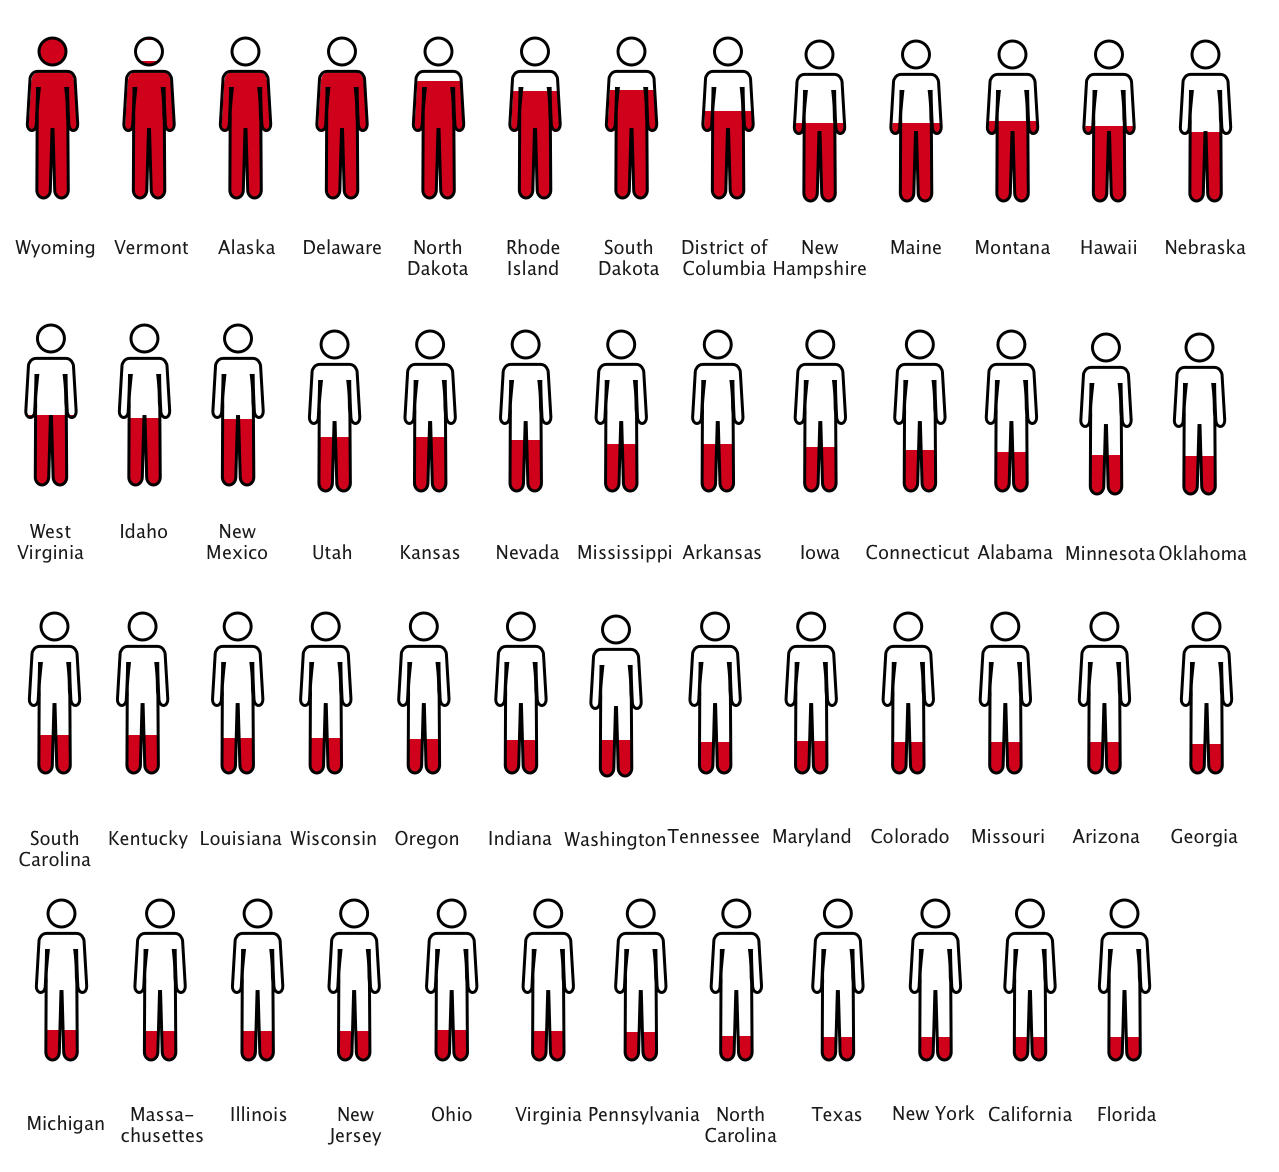 Wyoming Vermont Alaska Delaware North Rhode South District of New Maine Montana Hawaii Nebraska
Dakota Island Dakota Columbia Hampshire
West Idaho New
Virginia Mexico Utah Kansas Nevada Mississippi Arkansas Iowa Connecticut Alabama Minnesota Oklahoma
South Kentucky Louisiana Wisconsin Oregon Indiana Washington Tennessee Maryland Colorado Missouri Arizona Georgia
Carolina
Michigan Massa- Illinois New Ohio Virginia Pennsylvania North Texas New York California Florida
chusettes Jersey Carolina